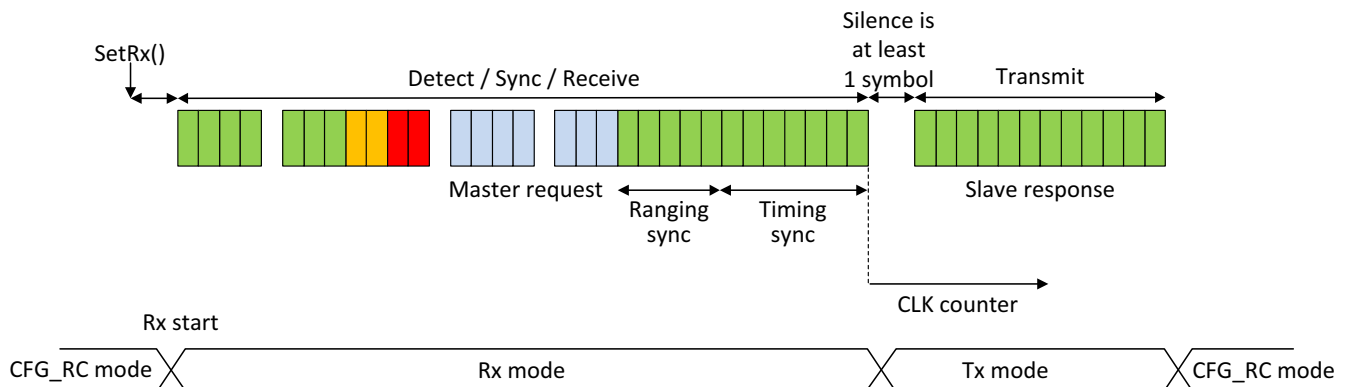 Silence is
at least
1 symbol
SetRx()
Detect / Sync / Receive
Transmit
Master request
Slave response
Ranging
sync
Timing
sync
CLK counter
Rx start
CFG_RC mode
Rx mode
Tx mode
CFG_RC mode